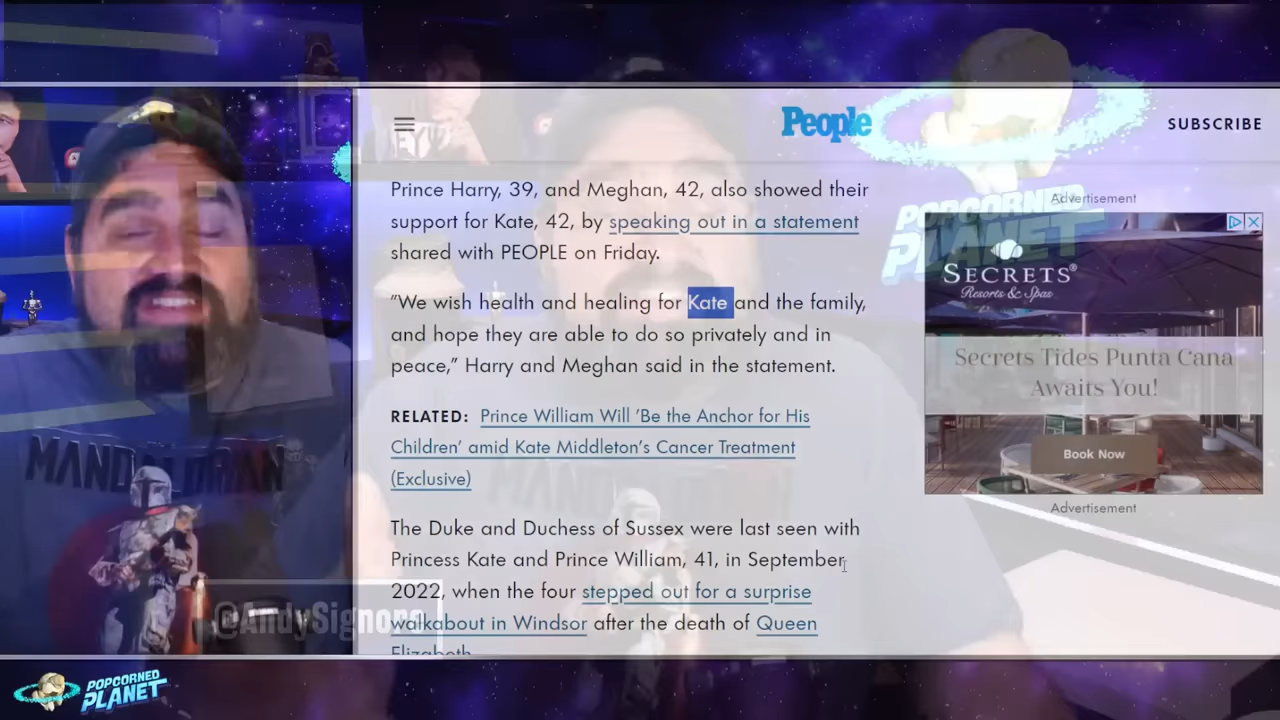 People
SUBSCRIBE
Prince Harry, 39, and Meghan, 42, also showed their
support for Kate, 42, by speaking out in a statement
shared with PEOPLE on Friday.
"We wish health and healing for Kate and the family,
and hope they are able to do so privately and in
peace," Harry and Meghan said in the statement.
RELATED: Prince William Will 'Be the Anchor for His
Children' amid Kate Middleton's Cancer Treatment
(Exclusive)
The Duke and Duchess of Sussex were last seen with
Princess Kate and Prince William, 41, in September
2022, when the four stepped out for a surprise
walkabout in Windsor after the death of Queen
Elizabeth
Advertisement
POPCORNED
PLANET
SECRETS®
Resorts & Spas
Secrets Tides Punta Cana
Awaits You!
Book Now
Advertisement
MANDALORIAN
@AndySignore
POPCORNED
PLANET